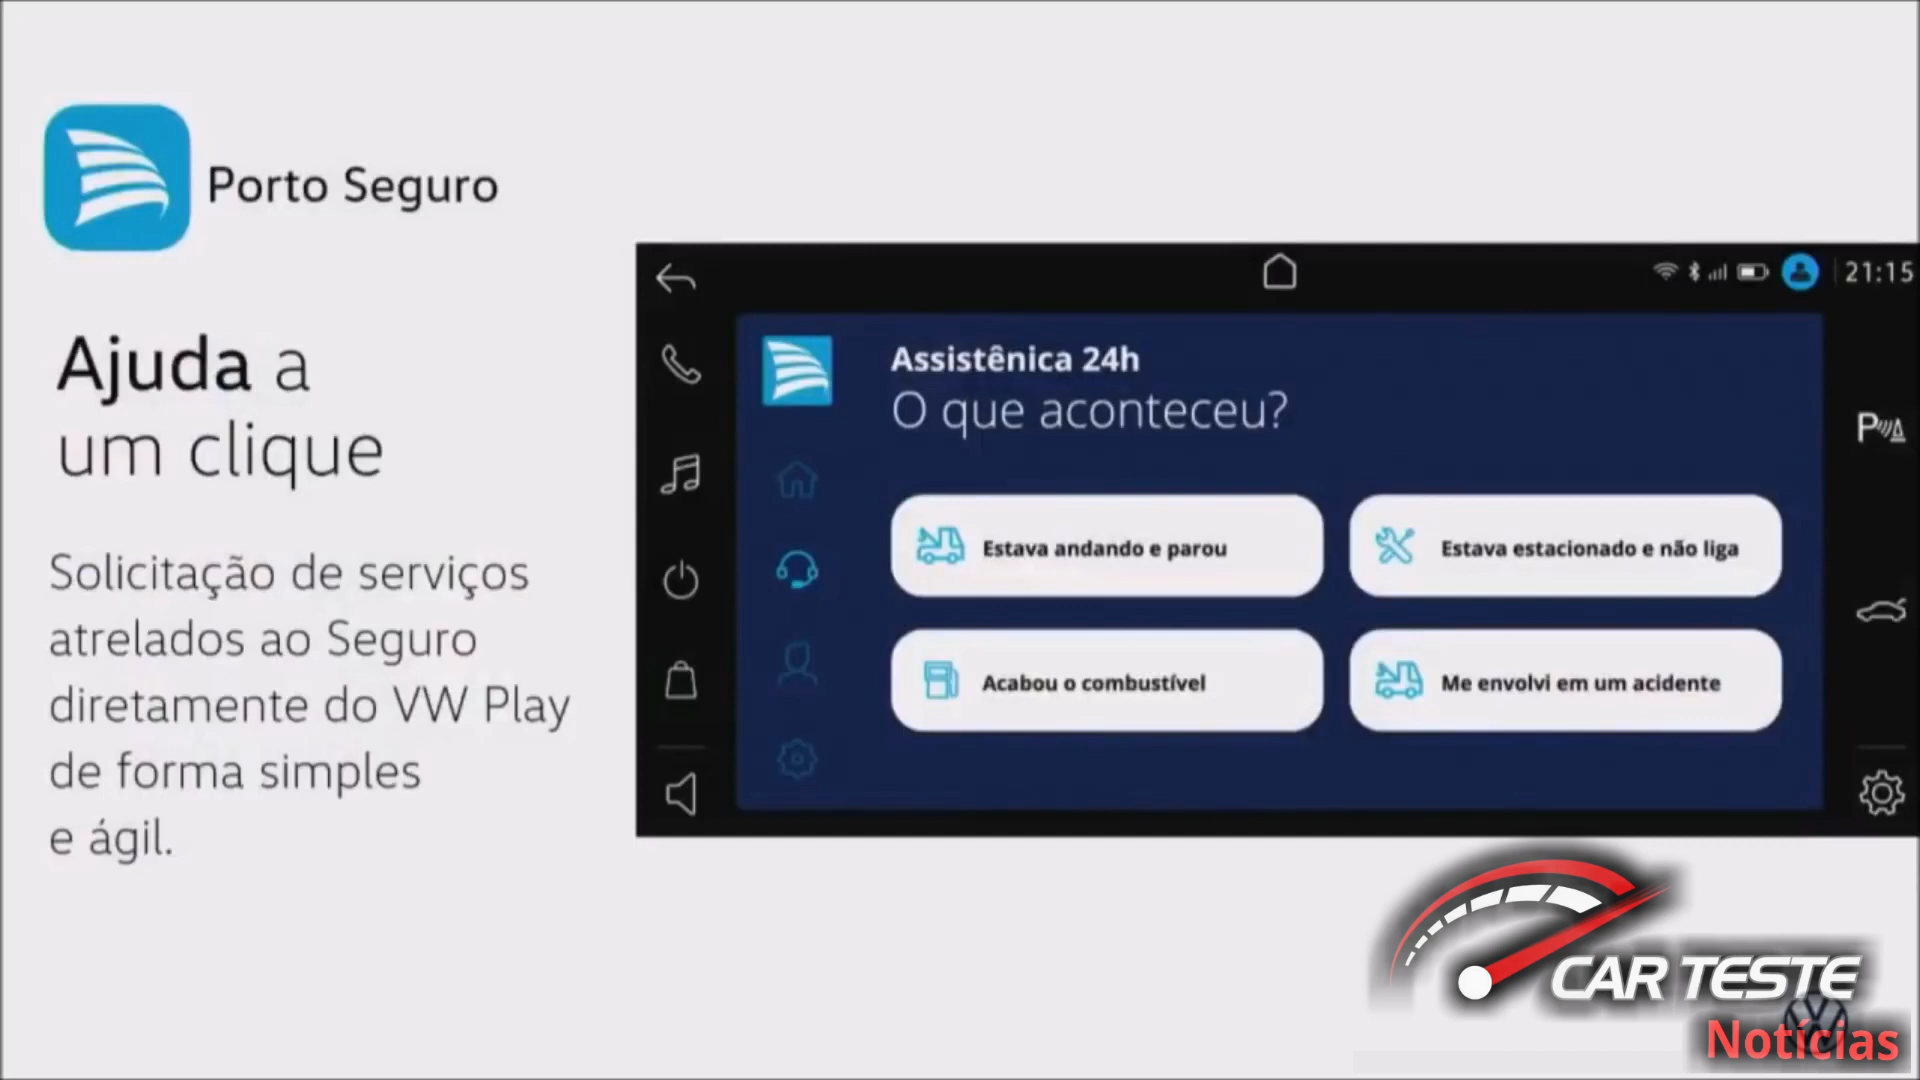 Porto Seguro
Ajuda a
um clique
Solicitação de serviços
atrelados ao Seguro
diretamente do VW Play
de forma simples
e ágil.
21:15
Assistênica 24h
O que aconteceu?
Estava andando e parou
Estava estacionado e não liga
Acabou o combustível
Me envolvi em um acidente
P
CAR TESTE
Notícias